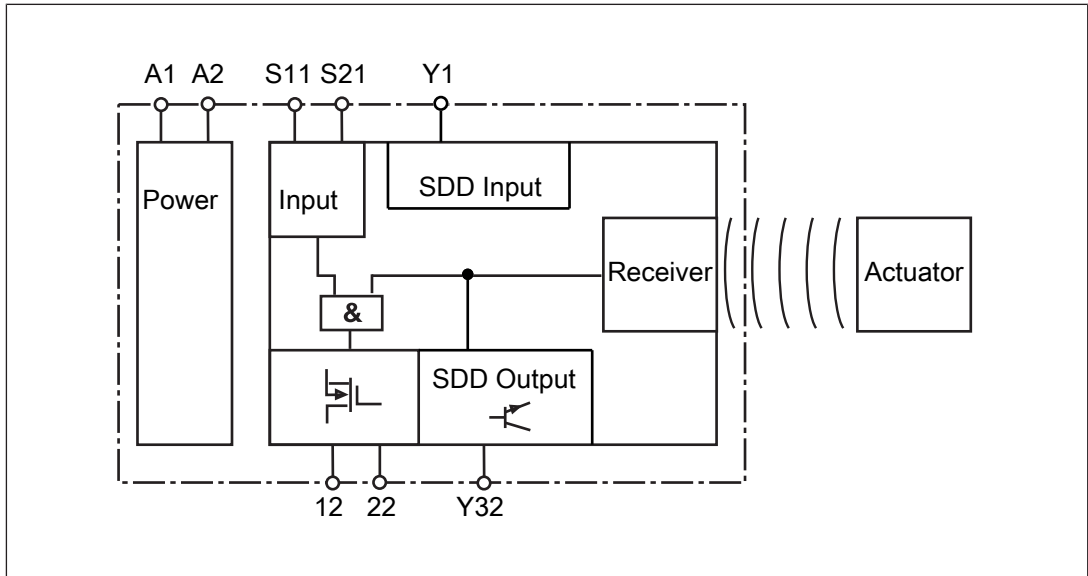 A1 A2 S11 S21 Y1
Power
Input
SDD Input
Receiver
Actuator
&
SDD Output
12 22 Y32